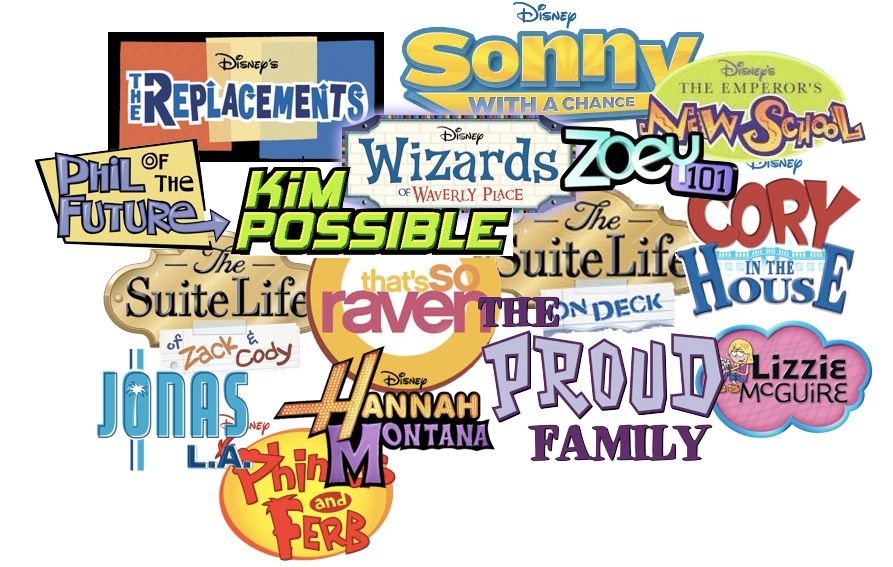 Disney
Sonny
WITH A CHANCE
Disney's
THE REPLACEMENTS
Disney's
THE EMPEROR'S
NEW SCHOOL
Disney
Wizards
OF WAVERLY PLACE
Zoey
101
PHIL OF THE
FUTURE
KiM
POSSIBLE
Disney
CORY
IN THE
HOUSE
The
Suite Life
of Zack & Cody
that's so
raven
The
Suite Life
ON DECK
THE
PROUD
FAMILY
LIZZIE
McGUIRE
JONAS
L.A.
Disney
HANNAH
MONTANA
Disney
Phineas
and
FERB